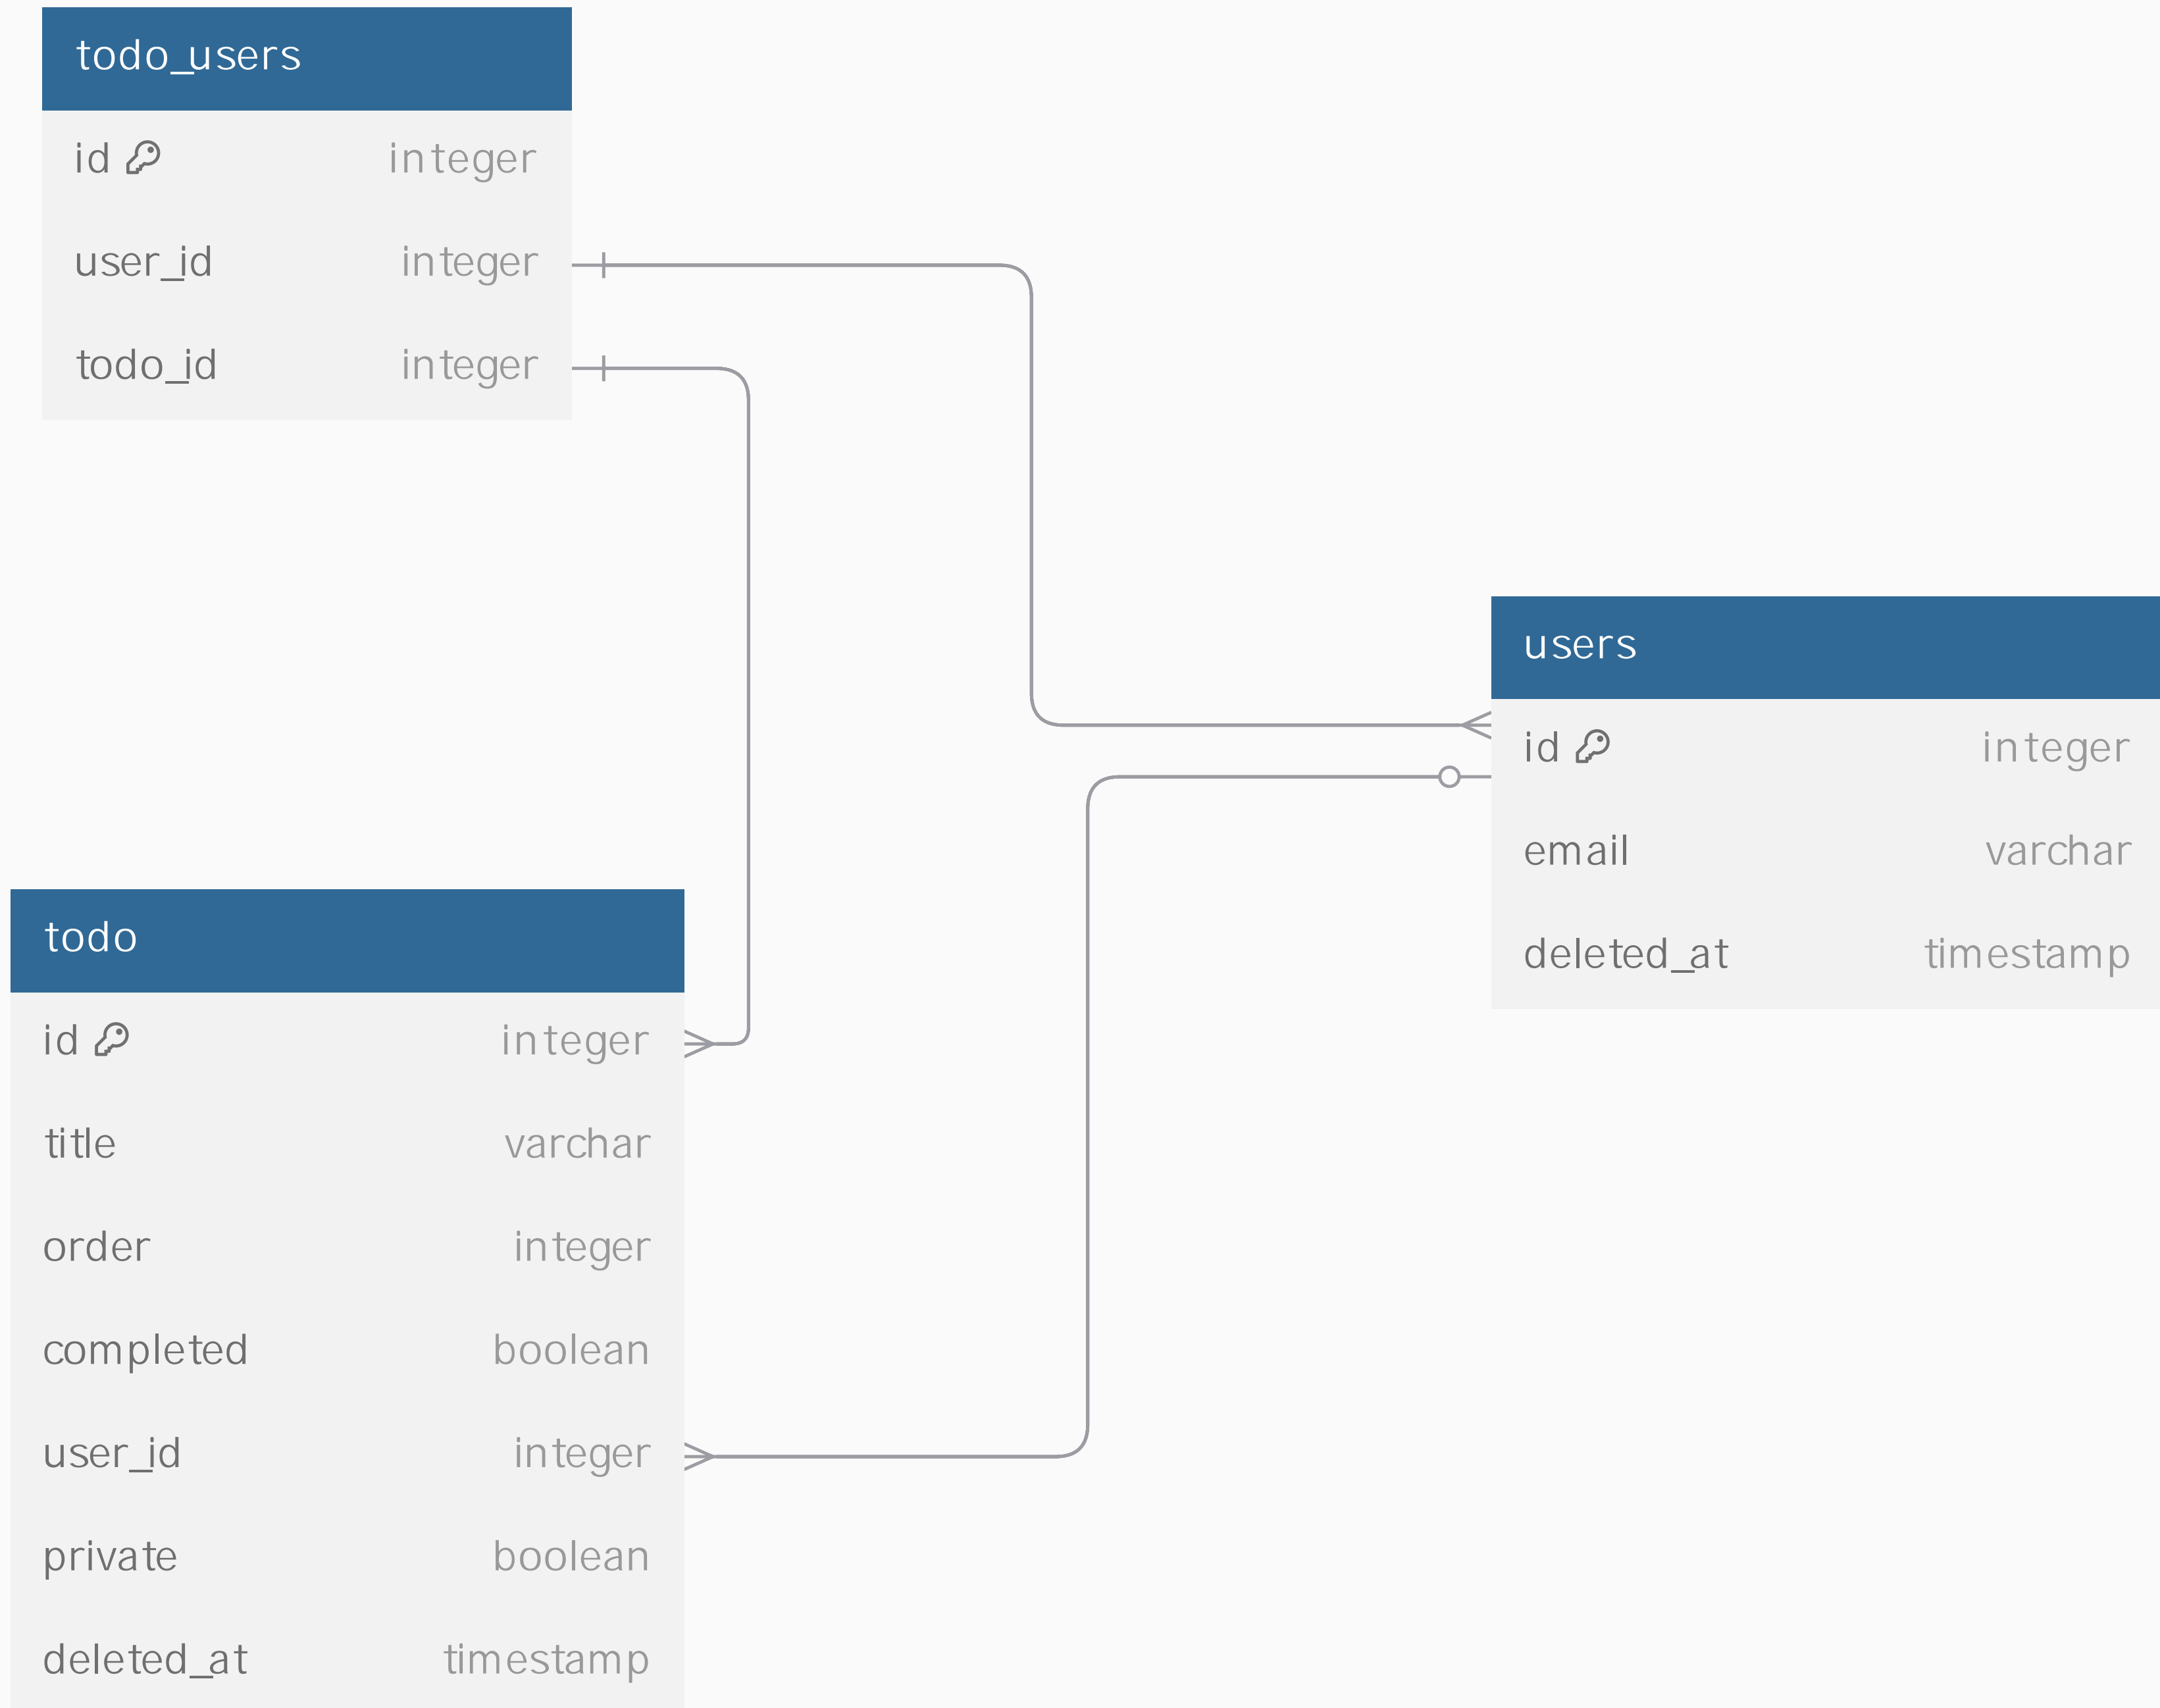 todo_users
id integer
user_id integer
todo_id integer
users
id integer
email varchar
deleted_at timestamp
todo
id integer
title varchar
order integer
completed boolean
user_id integer
private boolean
deleted_at timestamp